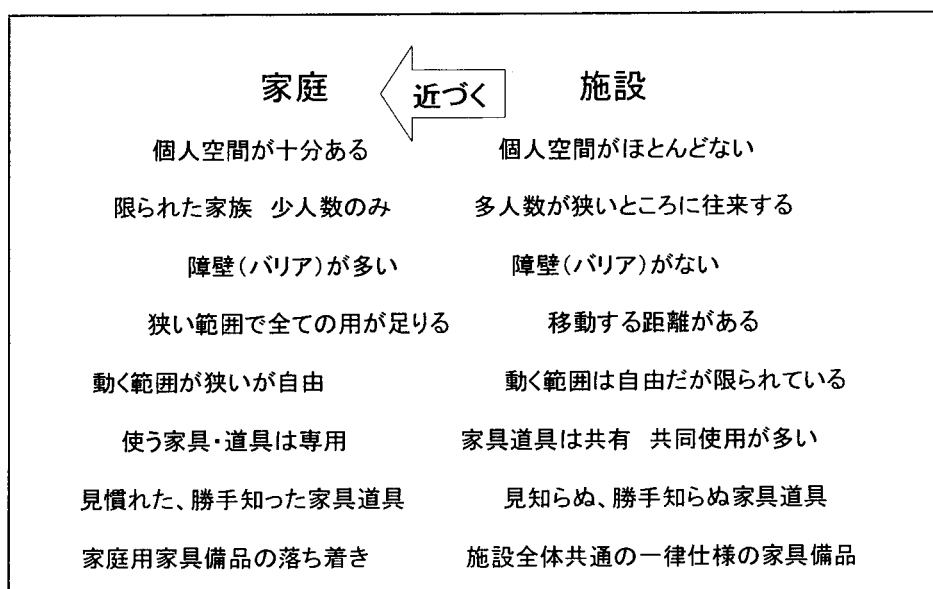 家庭 近づく 施設
個人空間が十分ある 個人空間がほとんどない
限られた家族 少人数のみ 多人数が狭いところに往来する
障壁(バリア)が多い 障壁(バリア)がない
狭い範囲で全ての用が足りる 移動する距離がある
動く範囲が狭いが自由 動く範囲は自由だが限られている
使う家具・道具は専用 家具道具は共有 共同使用が多い
見慣れた、勝手知った家具道具 見知らぬ、勝手知らぬ家具道具
家庭用家具備品の落ち着き 施設全体共通の一律仕様の家具備品